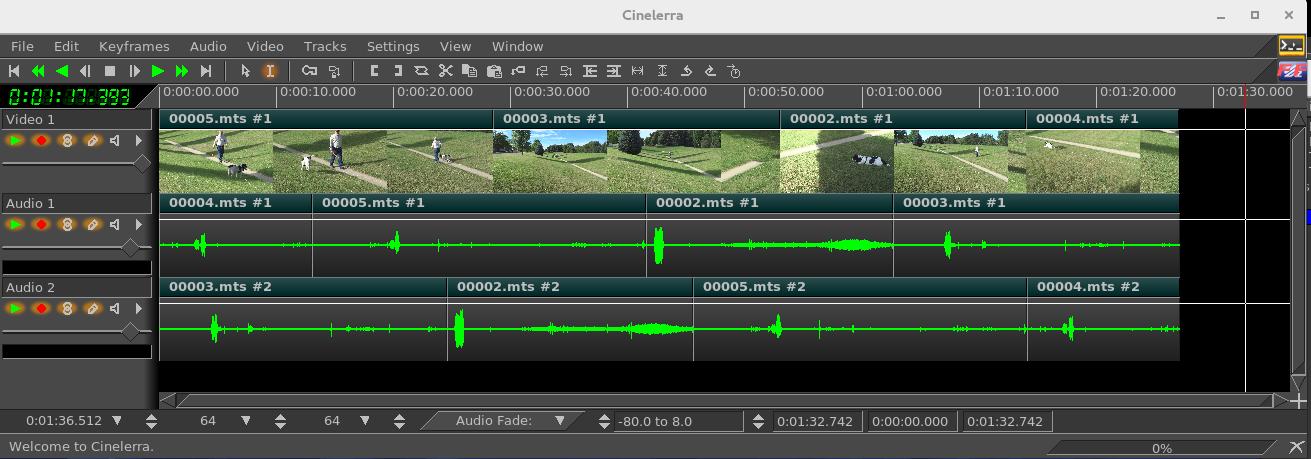 Cinelerra
File Edit Keyframes Audio Video Tracks Settings View Window
0:01:17.393 0:00:00.000 0:00:10.000 0:00:20.000 0:00:30.000 0:00:40.000 0:00:50.000 0:01:00.000 0:01:10.000 0:01:20.000 0:01:30.000
Video 1 00005.mts #1 00003.mts #1 00002.mts #1 00004.mts #1
Audio 1 00004.mts #1 00005.mts #1 00002.mts #1 00003.mts #1
Audio 2 00003.mts #2 00002.mts #2 00005.mts #2 00004.mts #2
0:01:36.512 64 64 Audio Fade: -80.0 to 8.0 0:01:32.742 0:00:00.000 0:01:32.742
Welcome to Cinelerra. 0%